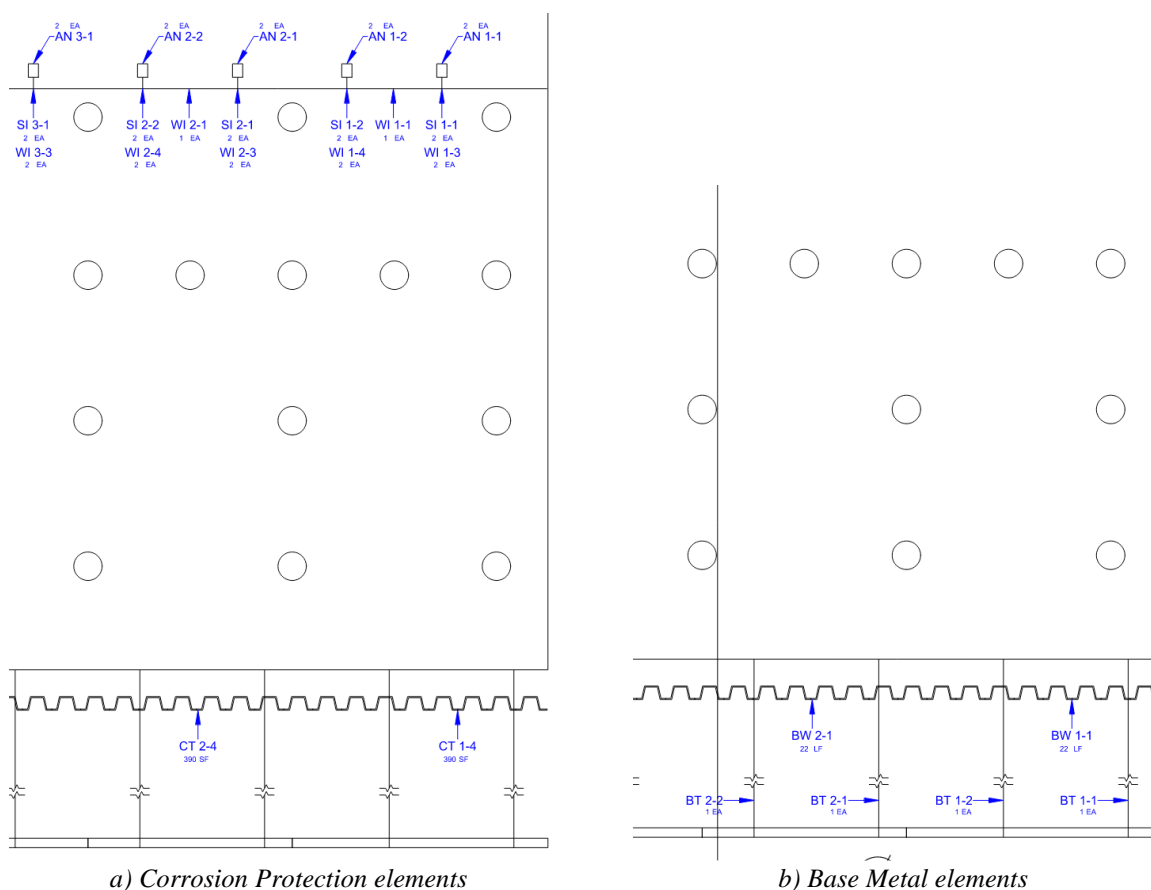 2 EA
AN 3-1
2 EA
AN 2-2
2 EA
AN 2-1
2 EA
AN 1-2
2 EA
AN 1-1
SI 3-1
2 EA
WI 3-3
2 EA
SI 2-2
2 EA
WI 2-4
2 EA
WI 2-1
1 EA
SI 2-1
2 EA
WI 2-3
2 EA
SI 1-2
2 EA
WI 1-4
2 EA
WI 1-1
1 EA
SI 1-1
2 EA
WI 1-3
2 EA
CT 2-4
390 SF
CT 1-4
390 SF
a) Corrosion Protection elements
BW 2-1
22 LF
BW 1-1
22 LF
BT 2-2
1 EA
BT 2-1
1 EA
BT 1-2
1 EA
BT 1-1
1 EA
b) Base Metal elements